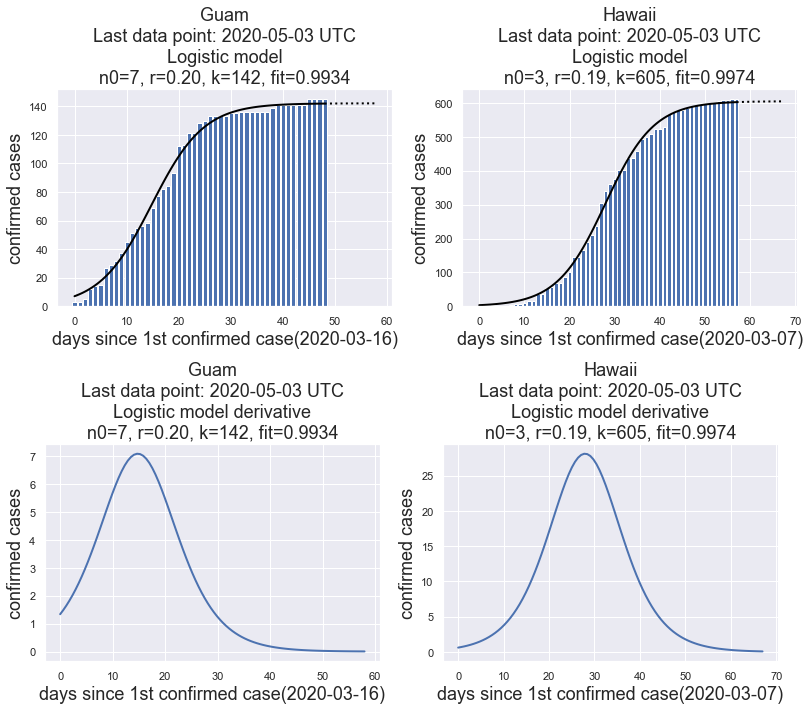 Guam
Last data point: 2020-05-03 UTC
Logistic model
n0=7, r=0.20, k=142, fit=0.9934
140
120
100
80
60
40
20
0
confirmed cases
0 10 20 30 40 50 60
days since 1st confirmed case(2020-03-16)
Hawaii
Last data point: 2020-05-03 UTC
Logistic model
n0=3, r=0.19, k=605, fit=0.9974
600
500
400
300
200
100
0
confirmed cases
0 10 20 30 40 50 60 70
days since 1st confirmed case(2020-03-07)
Guam
Last data point: 2020-05-03 UTC
Logistic model derivative
n0=7, r=0.20, k=142, fit=0.9934
7
6
5
4
3
2
1
0
confirmed cases
0 10 20 30 40 50 60
days since 1st confirmed case(2020-03-16)
Hawaii
Last data point: 2020-05-03 UTC
Logistic model derivative
n0=3, r=0.19, k=605, fit=0.9974
25
20
15
10
5
0
confirmed cases
0 10 20 30 40 50 60 70
days since 1st confirmed case(2020-03-07)